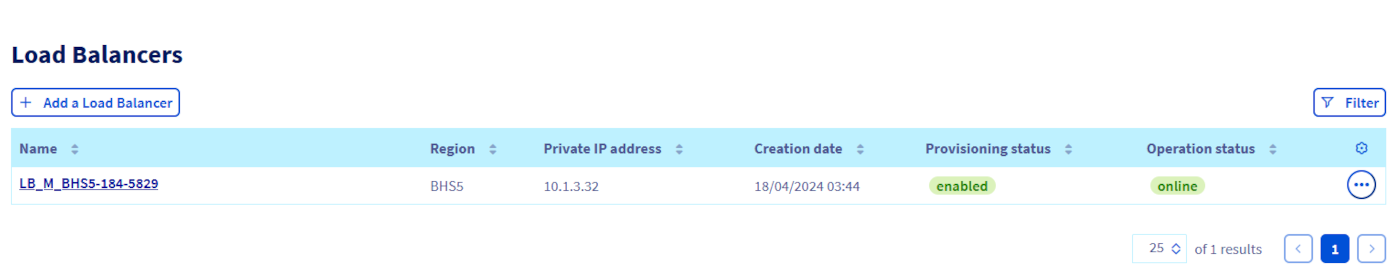 Load Balancers
+ Add a Load Balancer
Filter
Name Region Private IP address Creation date Provisioning status Operation status
LB_M_BHS5-184-5829 BHS5 10.1.3.32 18/04/2024 03:44 enabled online
25 of 1 results 1